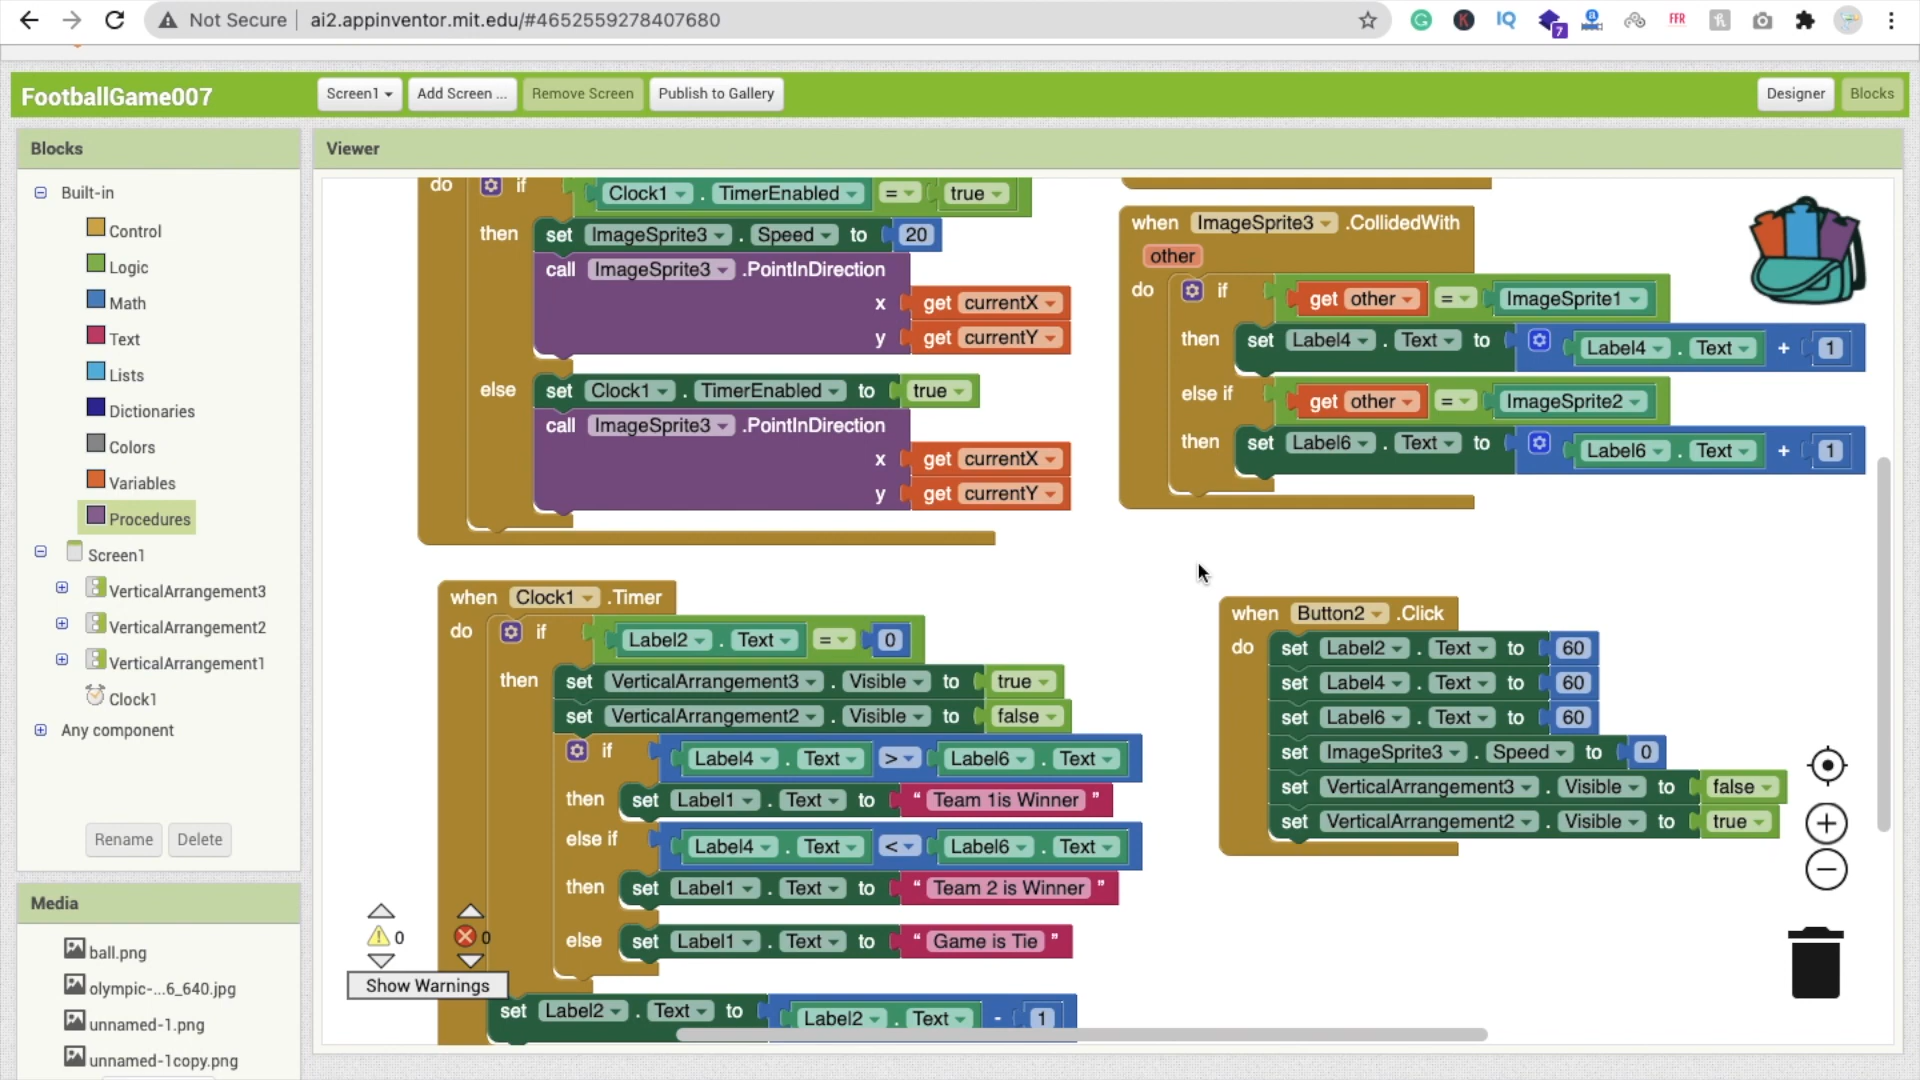 Not Secure ai2.appinventor.mit.edu/#4652559278407680
IQ 7 a FFR
FootballGame007
Screen1 Add Screen ... Remove Screen Publish to Gallery Designer Blocks
Blocks
Built-in
Control
Logic
Math
Text
Lists
Dictionaries
Colors
Variables
Procedures
Screen1
VerticalArrangement3
VerticalArrangement2
VerticalArrangement1
Clock1
Any component
Rename Delete
Media
ball.png
olympic-...6_640.jpg
unnamed-1.png
unnamed-1copy.png
Viewer
do if Clock1 . TimerEnabled = true
then set ImageSprite3 . Speed to 20
call ImageSprite3 .PointInDirection
x get currentX
y get currentY
else set Clock1 . TimerEnabled to true
call ImageSprite3 .PointInDirection
x get currentX
y get currentY
when ImageSprite3 .CollidedWith
other
do if get other = ImageSprite1
then set Label4 . Text to Label4 . Text + 1
else if get other = ImageSprite2
then set Label6 . Text to Label6 . Text + 1
when Clock1 .Timer
do if Label2 . Text = 0
then set VerticalArrangement3 . Visible to true
set VerticalArrangement2 . Visible to false
if Label4 . Text > Label6 . Text
then set Label1 . Text to “ Team 1is Winner ”
else if Label4 . Text < Label6 . Text
then set Label1 . Text to “ Team 2 is Winner ”
else set Label1 . Text to “ Game is Tie ”
set Label2 . Text to Label2 . Text - 1
when Button2 .Click
do set Label2 . Text to 60
set Label4 . Text to 60
set Label6 . Text to 60
set ImageSprite3 . Speed to 0
set VerticalArrangement3 . Visible to false
set VerticalArrangement2 . Visible to true
0 0
Show Warnings